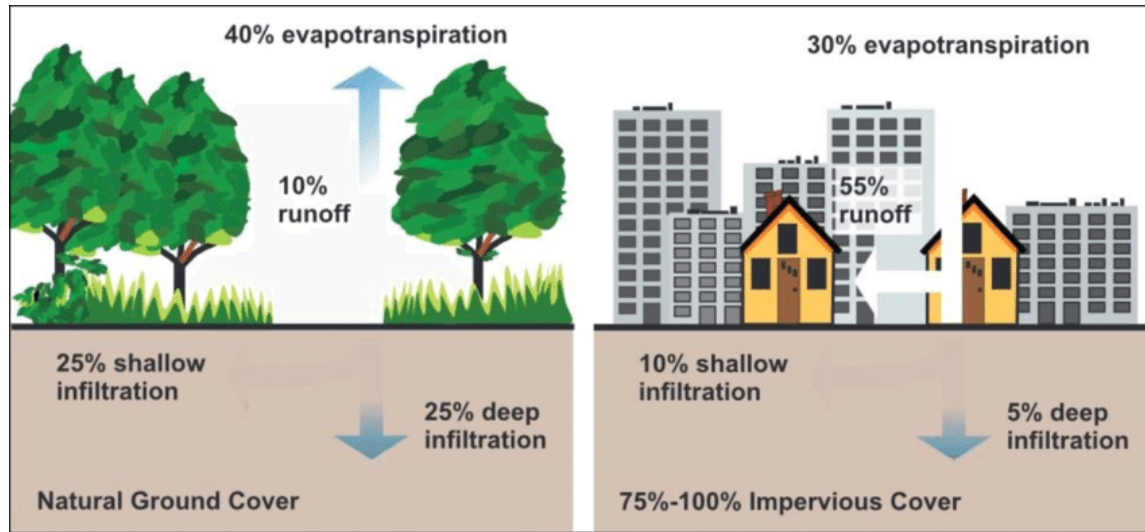 40% evapotranspiration
10%
runoff
25% shallow
infiltration
25% deep
infiltration
Natural Ground Cover
30% evapotranspiration
55%
runoff
10% shallow
infiltration
5% deep
infiltration
75%-100% Impervious Cover